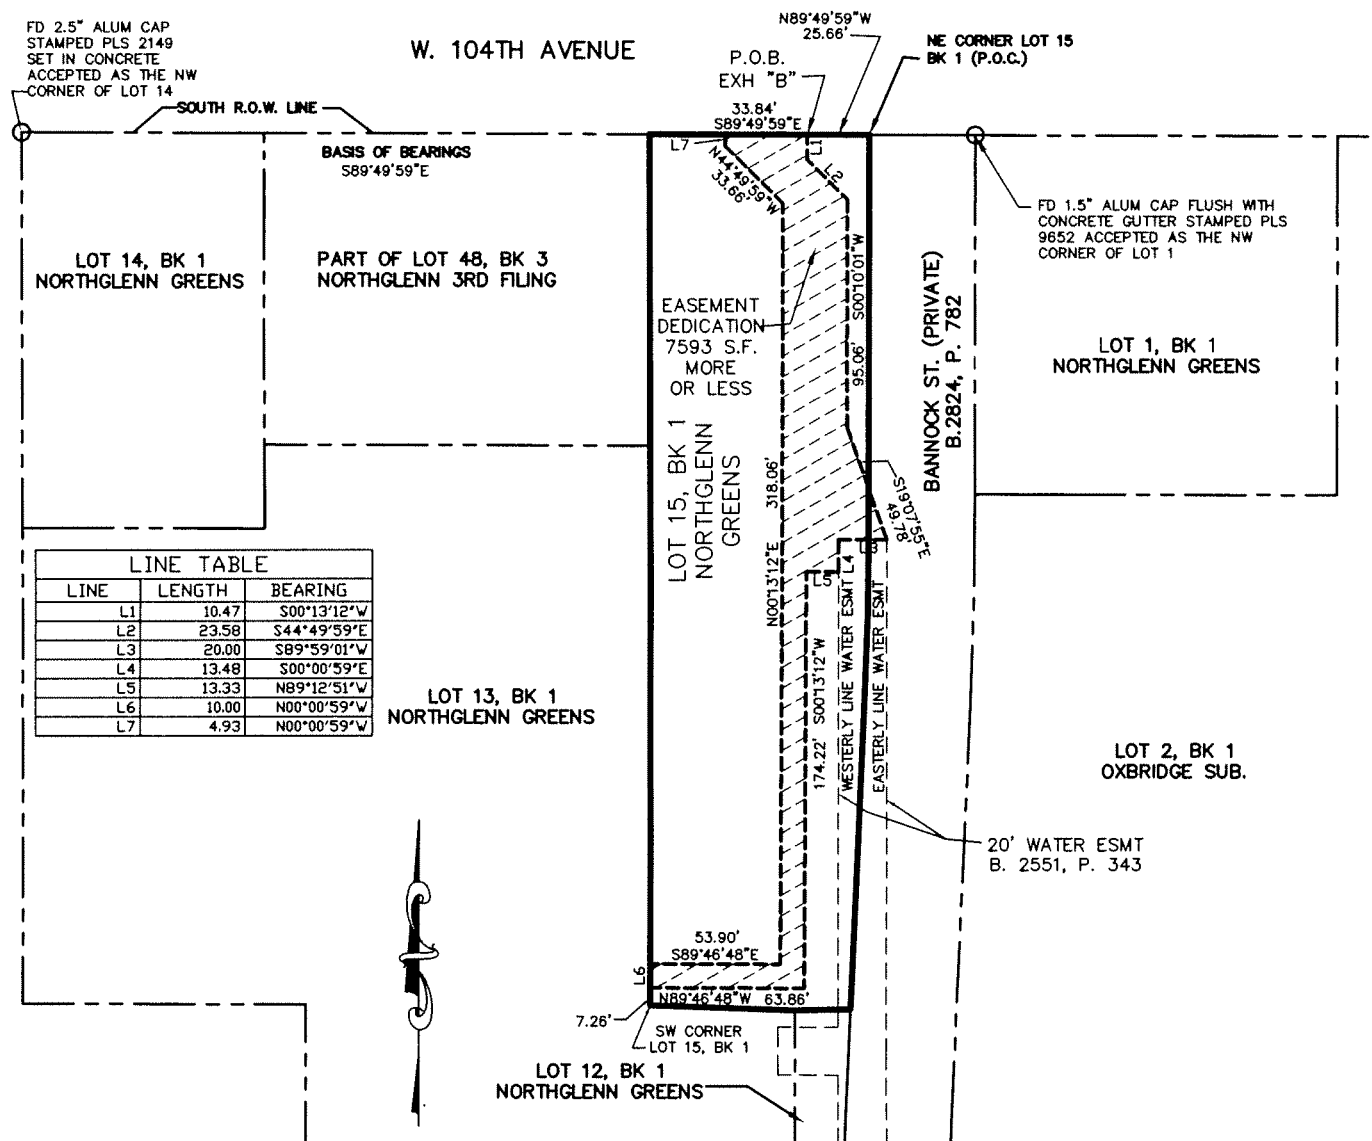 FD 2.5" ALUM CAP
STAMPED PLS 2149
SET IN CONCRETE
ACCEPTED AS THE NW
CORNER OF LOT 14
W. 104TH AVENUE
N89°49'59"W
25.66'
NE CORNER LOT 15
BK 1 (P.O.C.)
P.O.B.
EXH "B"
SOUTH R.O.W. LINE
33.84'
S89°49'59"E
BASIS OF BEARINGS
S89°49'59"E
L7
L1
L2
N44°49'59"W
33.66'
FD 1.5" ALUM CAP FLUSH WITH
CONCRETE GUTTER STAMPED PLS
9652 ACCEPTED AS THE NW
CORNER OF LOT 1
LOT 14, BK 1
NORTHGLENN GREENS
PART OF LOT 48, BK 3
NORTHGLENN 3RD FILING
EASEMENT
DEDICATION
7593 S.F.
MORE
OR LESS
95.06' S00°10'01"W
BANNOCK ST. (PRIVATE)
B.2824, P. 782
LOT 1, BK 1
NORTHGLENN GREENS
LOT 15, BK 1
NORTHGLENN
GREENS
N00°13'12"E 318.06'
S19°07'55"E
49.78'
L3
L4
L5
LINE TABLE
LINE LENGTH BEARING
L1 10.47 S00°13'12"W
L2 23.58 S44°49'59"E
L3 20.00 S89°59'01"W
L4 13.48 S00°00'59"E
L5 13.33 N89°12'51"W
L6 10.00 N00°00'59"W
L7 4.93 N00°00'59"W
174.22' S00°13'12"W
WESTERLY LINE WATER ESMT
EASTERLY LINE WATER ESMT
LOT 13, BK 1
NORTHGLENN GREENS
LOT 2, BK 1
OXBRIDGE SUB.
20' WATER ESMT
B. 2551, P. 343
53.90'
S89°46'48"E
L6
N89°46'48"W 63.86'
7.26'
SW CORNER
LOT 15, BK 1
LOT 12, BK 1
NORTHGLENN GREENS